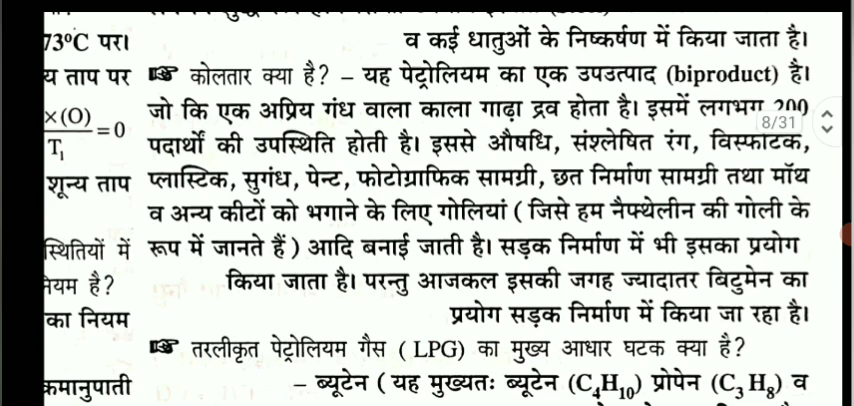 73ºC पर।
य ताप पर
×(O)/T₁ = 0
शून्य ताप
स्थितियों में
नेयम है?
का नियम
क्रमानुपाती
व कई धातुओं के निष्कर्षण में किया जाता है।
☞ कोलतार क्या है? – यह पेट्रोलियम का एक उपउत्पाद (biproduct) है।
जो कि एक अप्रिय गंध वाला काला गाढ़ा द्रव होता है। इसमें लगभग 200
पदार्थों की उपस्थिति होती है। इससे औषधि, संश्लेषित रंग, विस्फोटक,
प्लास्टिक, सुगंध, पेन्ट, फोटोग्राफिक सामग्री, छत निर्माण सामग्री तथा मॉथ
व अन्य कीटों को भगाने के लिए गोलियां ( जिसे हम नैफ्थेलीन की गोली के
रूप में जानते हैं ) आदि बनाई जाती है। सड़क निर्माण में भी इसका प्रयोग
किया जाता है। परन्तु आजकल इसकी जगह ज्यादातर बिटुमेन का
प्रयोग सड़क निर्माण में किया जा रहा है।
☞ तरलीकृत पेट्रोलियम गैस ( LPG) का मुख्य आधार घटक क्या है?
– ब्यूटेन ( यह मुख्यतः ब्यूटेन (C₄H₁₀) प्रोपेन (C₃ H₈) व
8/31